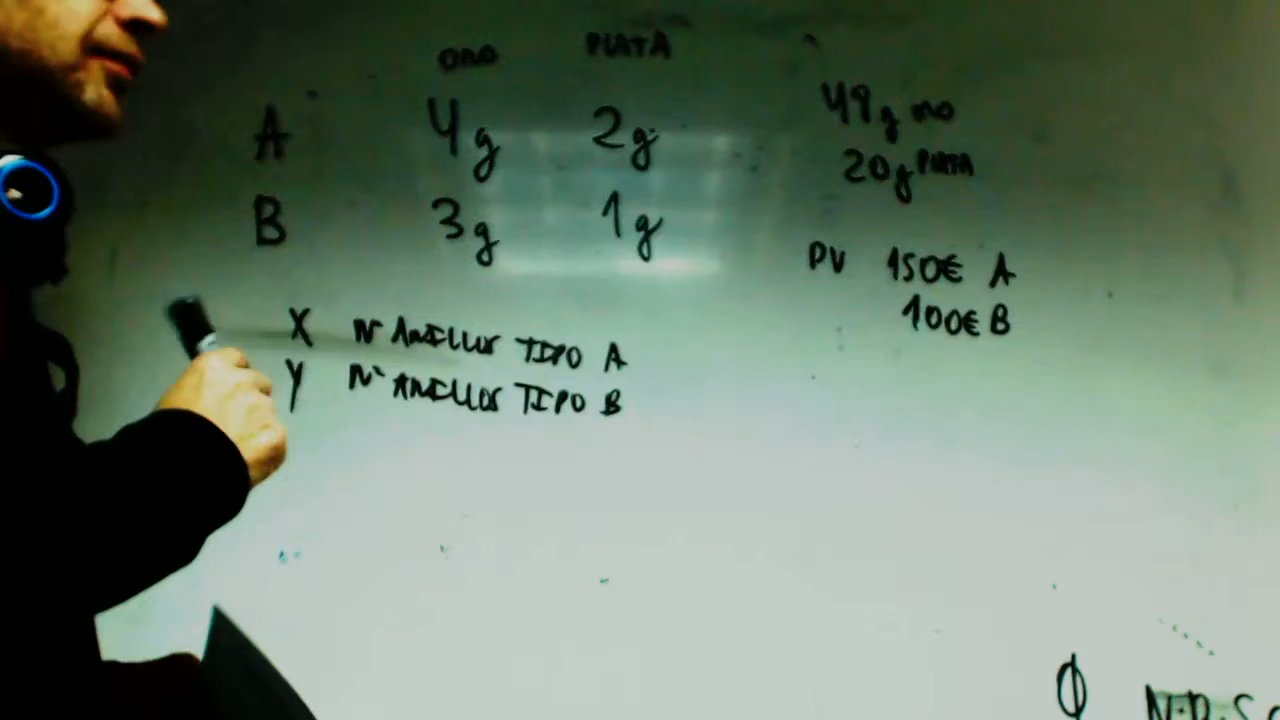 ORO PLATA
A 4g 2g
B 3g 1g
49g ORO
20g PLATA
PV 150€ A
100€ B
X Nº ANILLOS TIPO A
Y Nº ANILLOS TIPO B